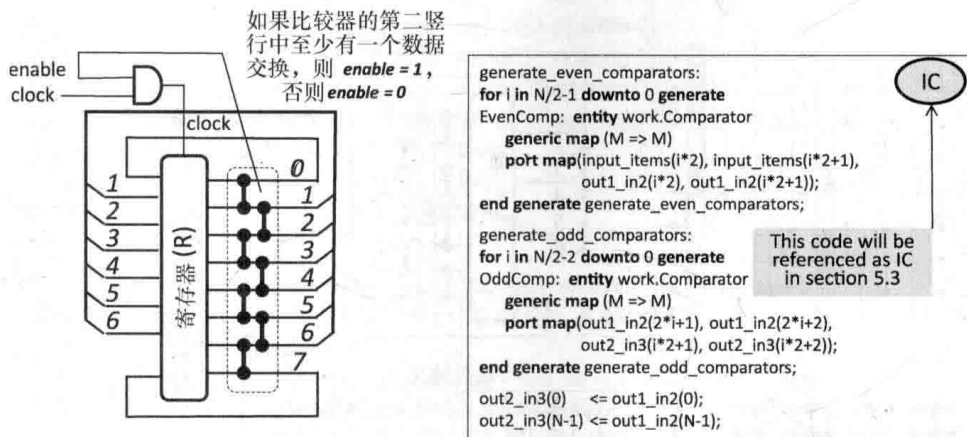 如果比较器的第二竖
行中至少有一个数据
交换，则 enable = 1，
否则 enable = 0
enable
clock
clock
寄存器 (R)
1
2
3
4
5
6
0
1
2
3
4
5
6
7
generate_even_comparators:
for i in N/2-1 downto 0 generate
EvenComp: entity work.Comparator
generic map (M => M)
port map(input_items(i*2), input_items(i*2+1),
out1_in2(i*2), out1_in2(i*2+1));
end generate generate_even_comparators;
generate_odd_comparators:
for i in N/2-2 downto 0 generate
OddComp: entity work.Comparator
generic map (M => M)
port map(out1_in2(2*i+1), out1_in2(2*i+2),
out2_in3(i*2+1), out2_in3(i*2+2));
end generate generate_odd_comparators;
out2_in3(0) <= out1_in2(0);
out2_in3(N-1) <= out1_in2(N-1);
IC
This code will be
referenced as IC
in section 5.3